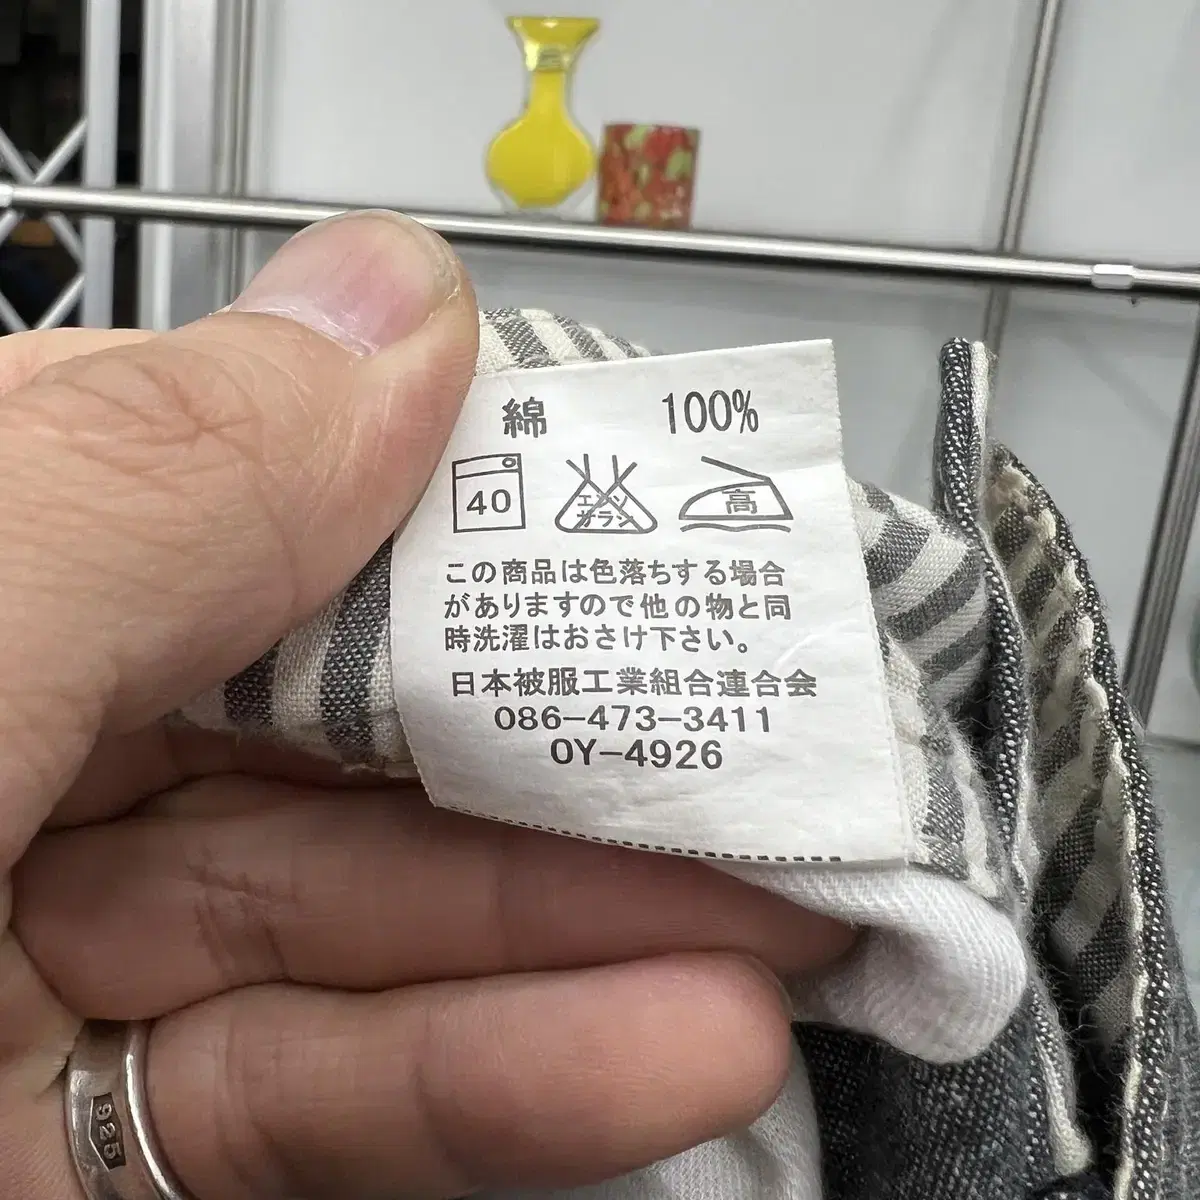 綿 100%
40 エンソサラシ 高
この商品は色落ちする場合
がありますので他の物と同
時洗濯はおさけ下さい。
日本被服工業組合連合会
086-473-3411
OY-4926
925